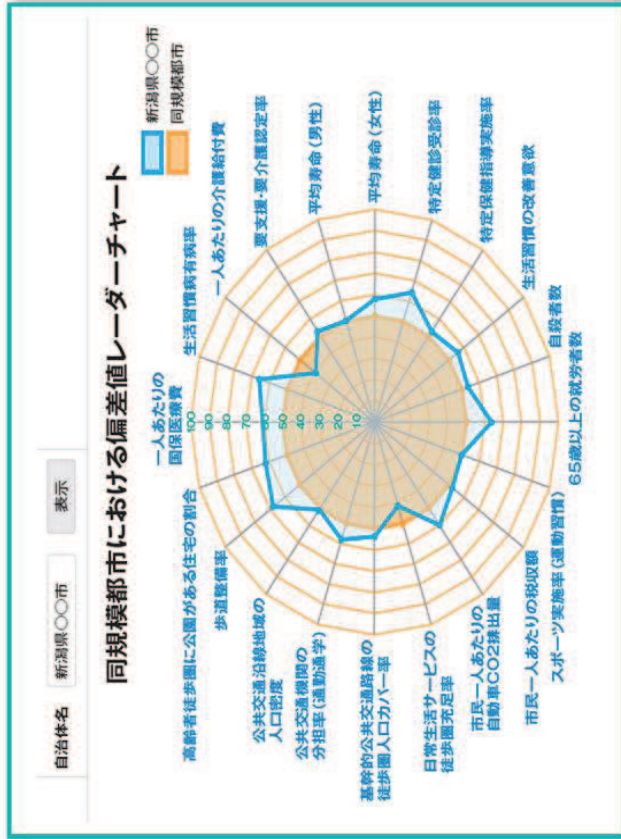 自治体名
新潟県〇〇市
表示
同規模都市における偏差値レーダーチャート
新潟県〇〇市
同規模都市
一人あたりの
国保医療費
生活習慣病有病率
一人あたりの介護給付費
要支援・要介護認定率
平均寿命(男性)
平均寿命(女性)
特定健診受診率
特定保健指導実施率
生活習慣の改善意欲
自殺者数
65歳以上の就労者数
スポーツ実施率(運動習慣)
市民一人あたりの税収額
市民一人あたりの
自動車CO2排出量
日常生活サービスの
徒歩圏充足率
基幹的公共交通路線の
徒歩圏人口カバー率
公共交通機関の
分担率(通勤通学)
公共交通沿線地域の
人口密度
歩道整備率
高齢者徒歩圏に公園がある住宅の割合
100
90
80
70
60
50
40
30
20
10